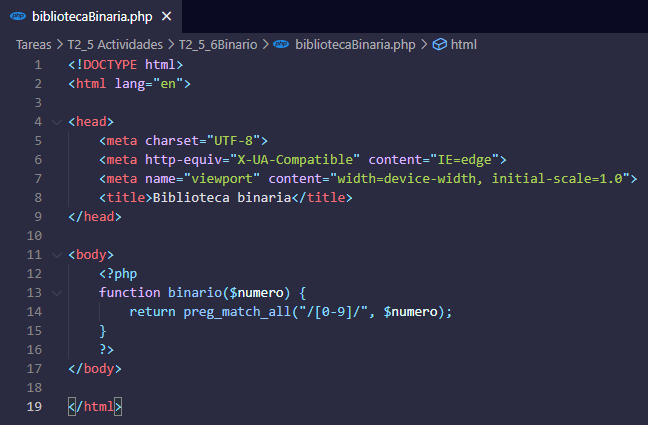 php bibliotecaBinaria.php ×
Tareas > T2_5 Actividades > T2_5_6Binario > php bibliotecaBinaria.php > html
1 <!DOCTYPE html>
2 <html lang="en">
3
4 <head>
5 <meta charset="UTF-8">
6 <meta http-equiv="X-UA-Compatible" content="IE=edge">
7 <meta name="viewport" content="width=device-width, initial-scale=1.0">
8 <title>Biblioteca binaria</title>
9 </head>
10
11 <body>
12 <?php
13 function binario($numero) {
14 return preg_match_all("/[0-9]/", $numero);
15 }
16 ?>
17 </body>
18
19 </html>